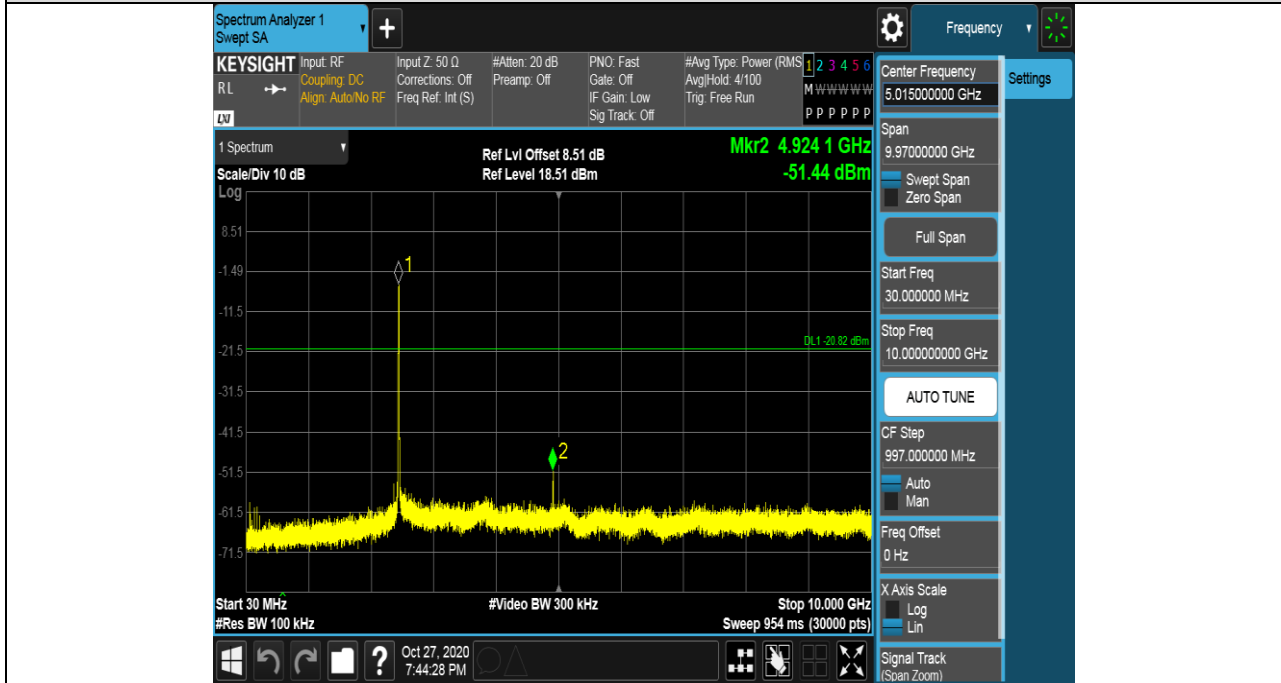 Spectrum Analyzer 1
Swept SA
+
Frequency
KEYSIGHT
RL
LXI
Input: RF
Coupling: DC
Align: Auto/No RF
Input Z: 50 Ω
Corrections: Off
Freq Ref: Int (S)
#Atten: 20 dB
Preamp: Off
PNO: Fast
Gate: Off
IF Gain: Low
Sig Track: Off
#Avg Type: Power (RMS
Avg|Hold: 4/100
Trig: Free Run
1 2 3 4 5 6
M W W W W W
P P P P P P
1 Spectrum
Scale/Div 10 dB
Ref Lvl Offset 8.51 dB
Ref Level 18.51 dBm
Mkr2 4.924 1 GHz
-51.44 dBm
Log
8.51
-1.49
-11.5
-21.5
-31.5
-41.5
-51.5
-61.5
-71.5
1
DL1 -20.82 dBm
2
Start 30 MHz
#Res BW 100 kHz
#Video BW 300 kHz
Stop 10.000 GHz
Sweep 954 ms (30000 pts)
?
Oct 27, 2020
7:44:28 PM
Center Frequency
5.015000000 GHz
Span
9.97000000 GHz
Swept Span
Zero Span
Full Span
Start Freq
30.000000 MHz
Stop Freq
10.000000000 GHz
AUTO TUNE
CF Step
997.000000 MHz
Auto
Man
Freq Offset
0 Hz
X Axis Scale
Log
Lin
Signal Track
(Span Zoom)
Settings